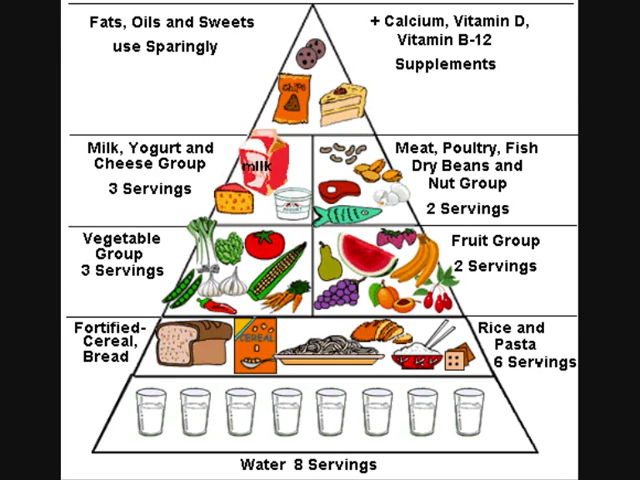 Fats, Oils and Sweets
use Sparingly
+ Calcium, Vitamin D,
Vitamin B-12
Supplements
chips
Milk, Yogurt and
Cheese Group
3 Servings
milk
Meat, Poultry, Fish
Dry Beans and
Nut Group
2 Servings
Vegetable
Group
3 Servings
Fruit Group
2 Servings
Fortified-
Cereal,
Bread
CEREAL
Rice and
Pasta
6 Servings
Water 8 Servings